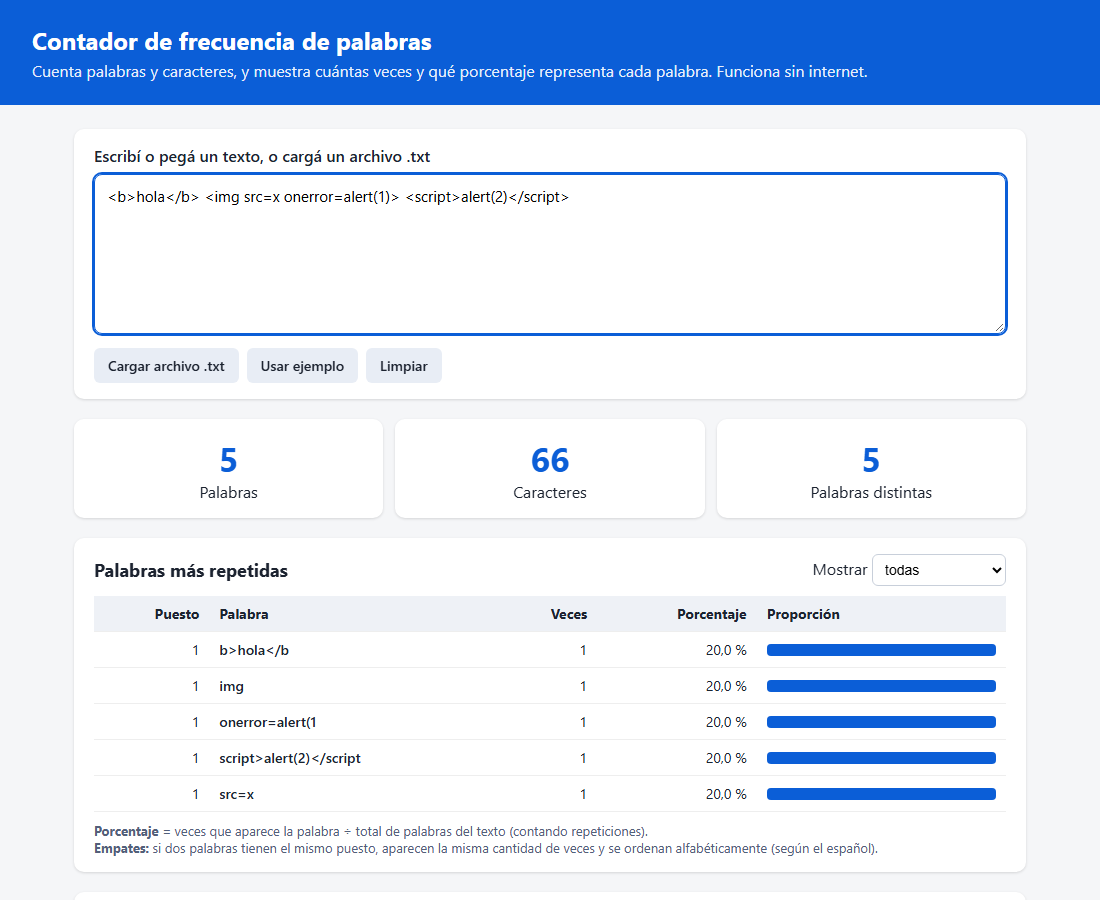 Contador de frecuencia de palabras
Cuenta palabras y caracteres, y muestra cuántas veces y qué porcentaje representa cada palabra. Funciona sin internet.
Escribí o pegá un texto, o cargá un archivo .txt
<b>hola</b> <img src=x onerror=alert(1)> <script>alert(2)</script>
Cargar archivo .txt Usar ejemplo Limpiar
5 66 5
Palabras Caracteres Palabras distintas
Palabras más repetidas Mostrar todas
Puesto Palabra Veces Porcentaje Proporción
1 b>hola</b 1 20,0 %
1 img 1 20,0 %
1 onerror=alert(1 1 20,0 %
1 script>alert(2)</script 1 20,0 %
1 src=x 1 20,0 %
Porcentaje = veces que aparece la palabra ÷ total de palabras del texto (contando repeticiones).
Empates: si dos palabras tienen el mismo puesto, aparecen la misma cantidad de veces y se ordenan alfabéticamente (según el español).